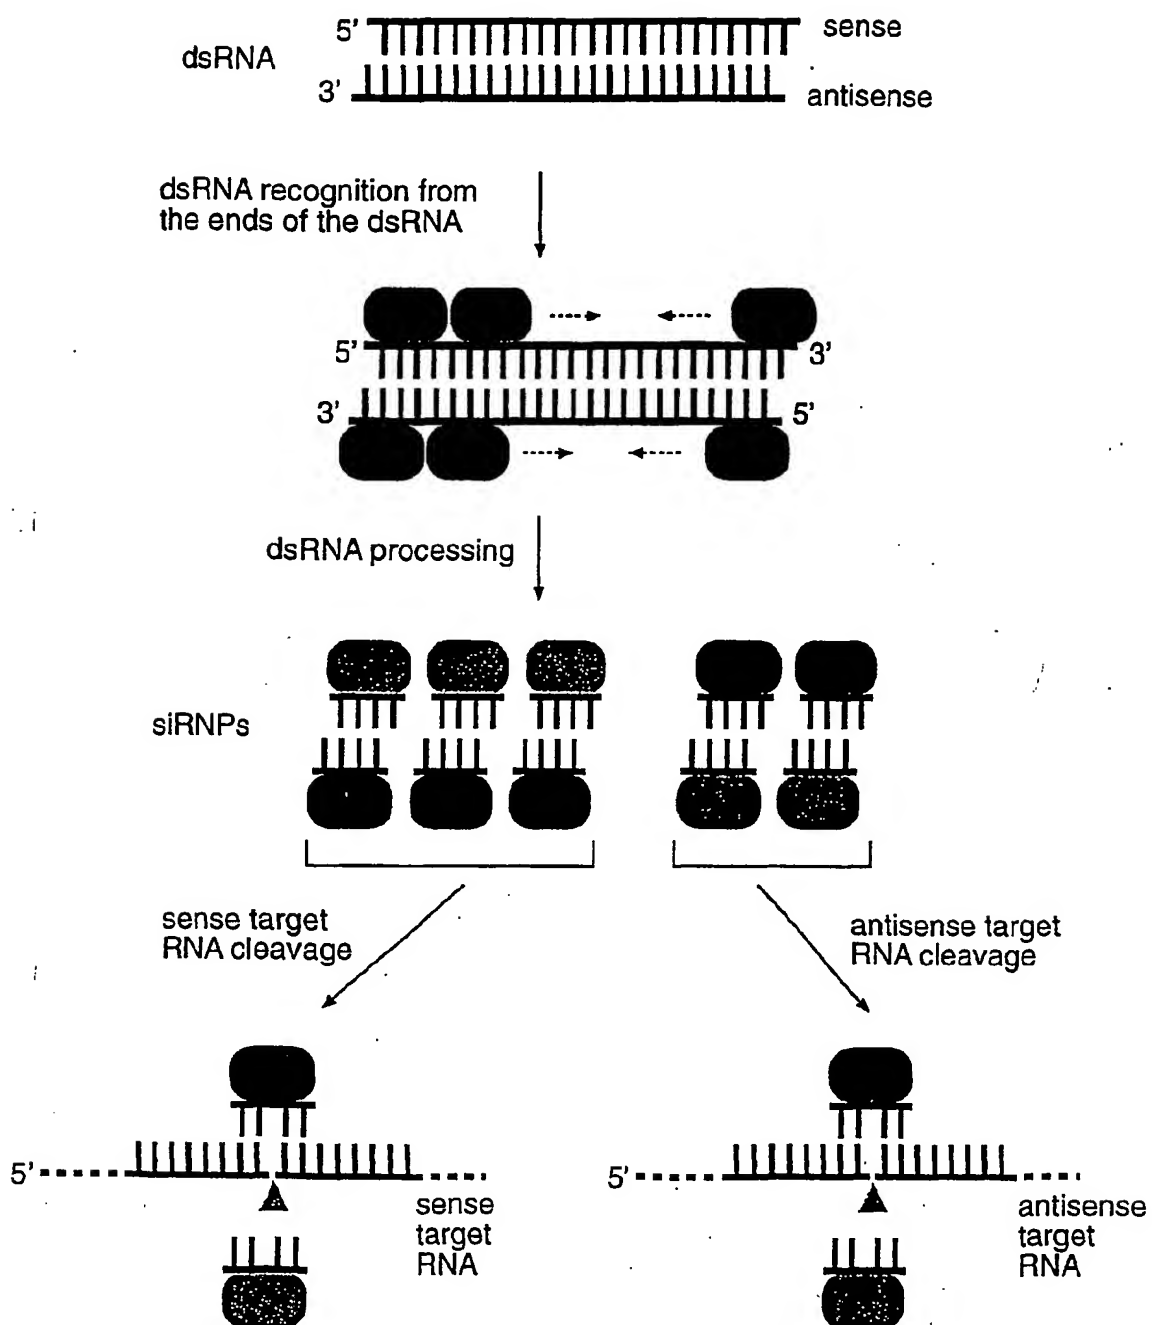 5' sense
dsRNA
3' antisense
dsRNA recognition from
the ends of the dsRNA
5' 3'
3' 5'
dsRNA processing
siRNPs
sense target
RNA cleavage
antisense target
RNA cleavage
5'
sense
target
RNA
5'
antisense
target
RNA